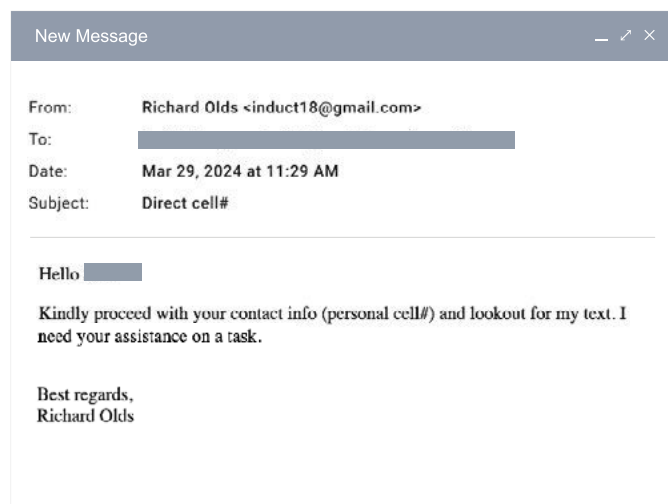 New Message
From: Richard Olds <induct18@gmail.com>
To:
Date: Mar 29, 2024 at 11:29 AM
Subject: Direct cell#
Hello
Kindly proceed with your contact info (personal cell#) and lookout for my text. I
need your assistance on a task.
Best regards,
Richard Olds